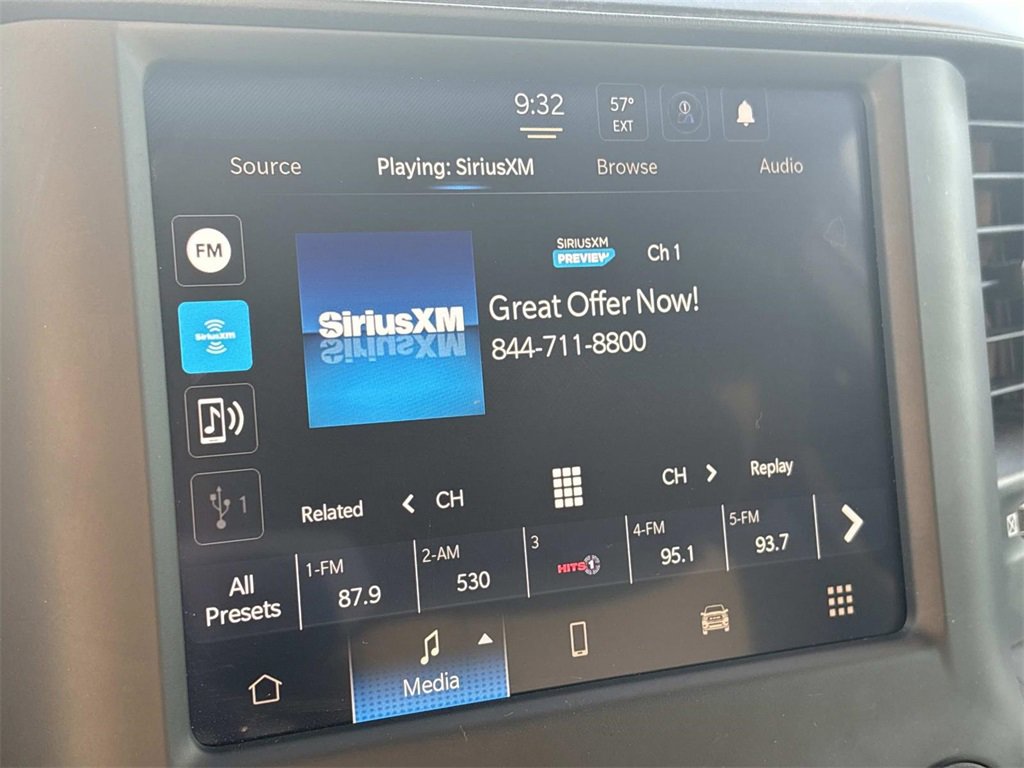 9:32
57°
EXT
1
Source
Playing: SiriusXM
Browse
Audio
FM
SIRIUSXM
PREVIEW
Ch 1
SiriusXM
SiriusXM
Great Offer Now!
844-711-8800
1
Related
CH
CH
Replay
All
Presets
1-FM
87.9
2-AM
530
3
HITS1
4-FM
95.1
5-FM
93.7
Media